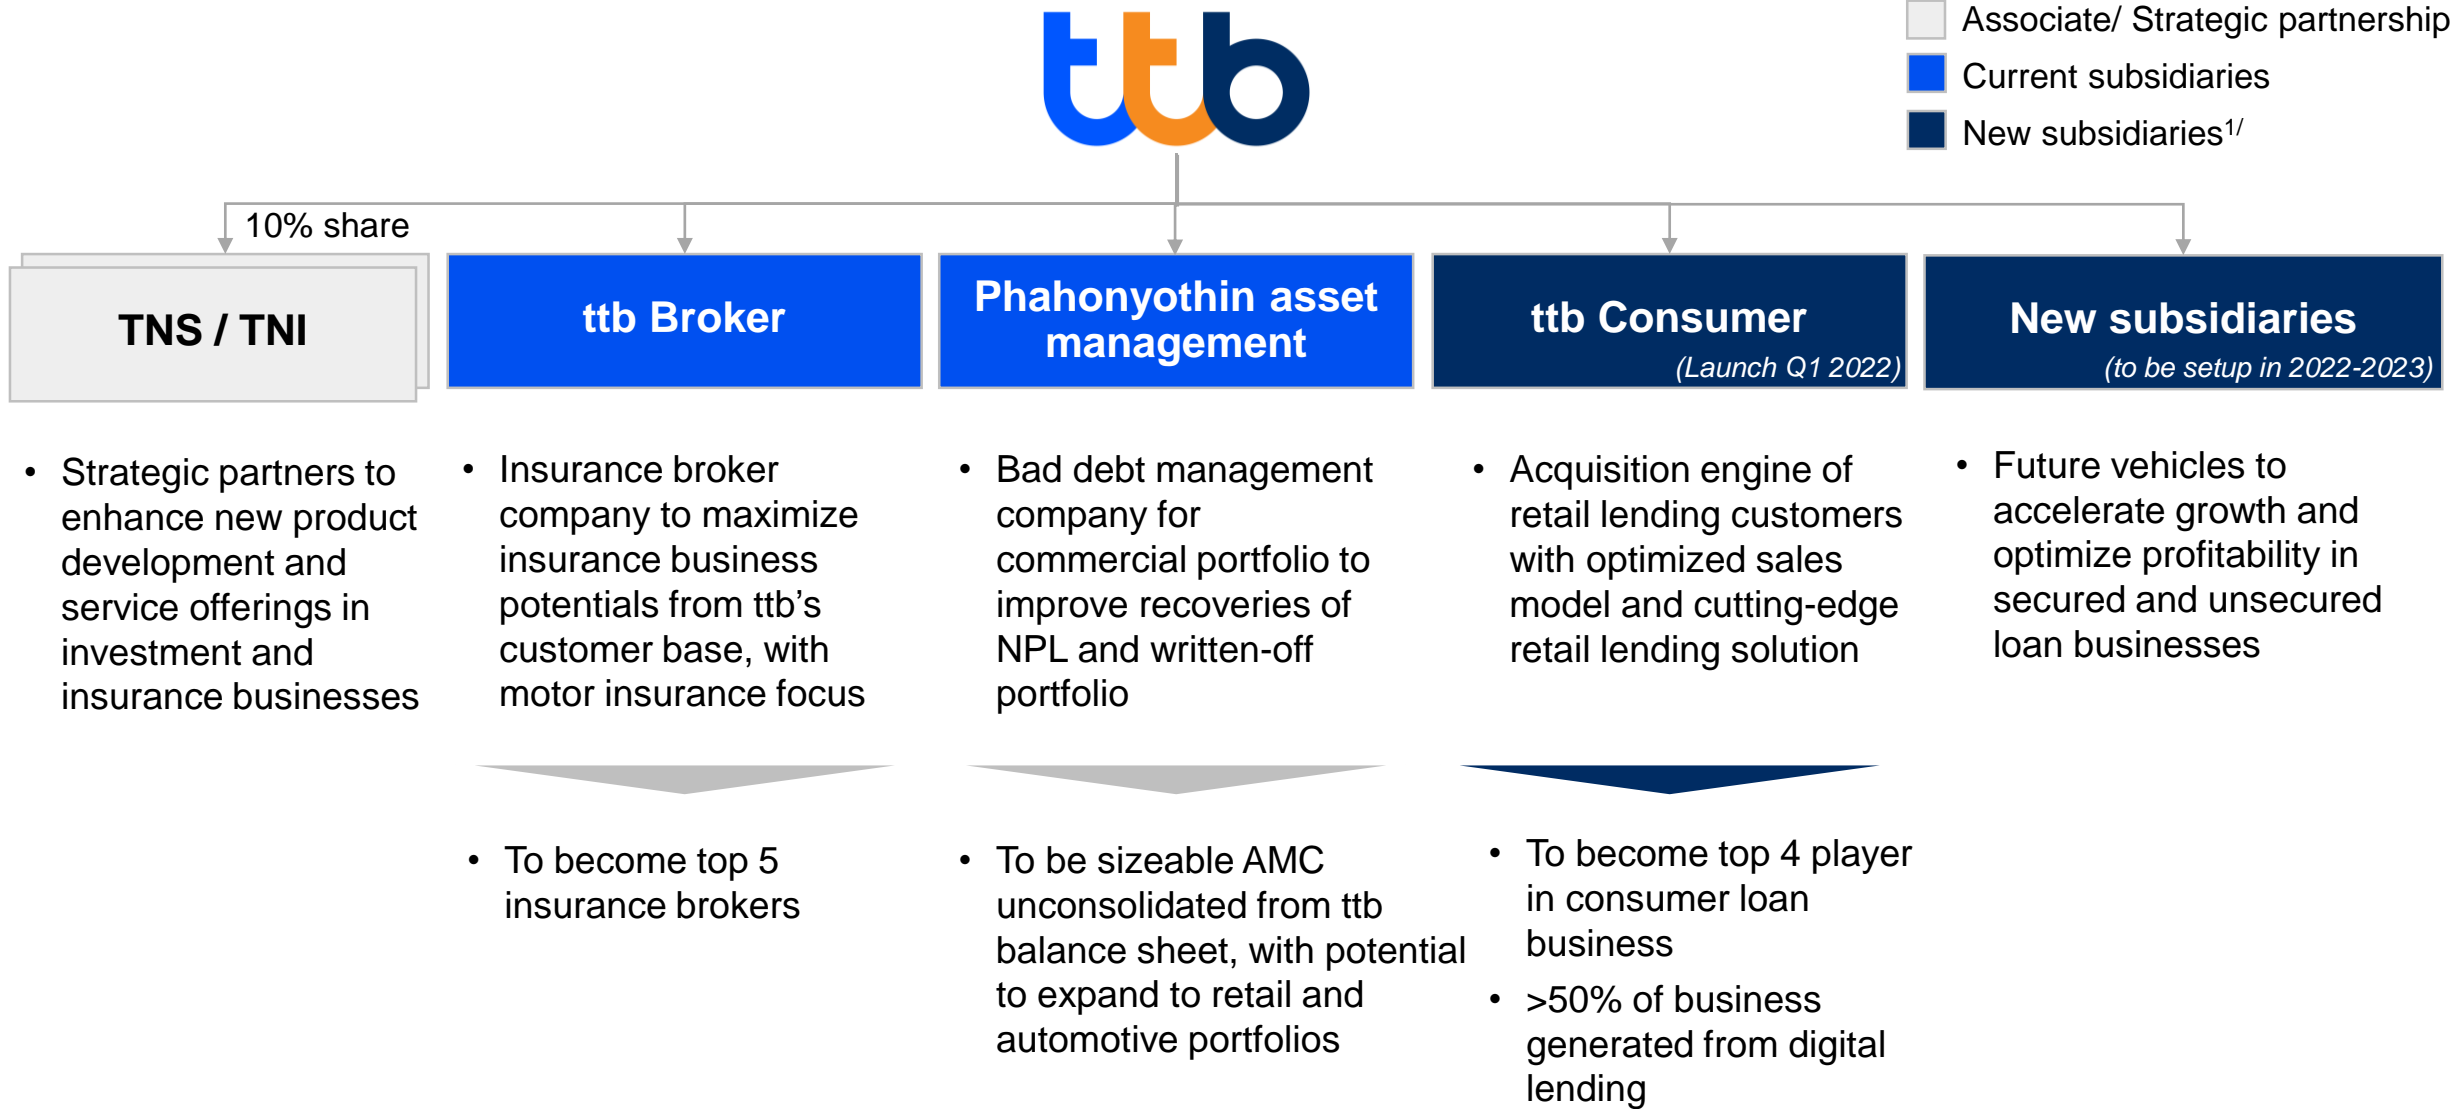 ttb
Associate/ Strategic partnership
Current subsidiaries
New subsidiaries1/
10% share
TNS / TNI
ttb Broker
Phahonyothin asset
management
ttb Consumer
(Launch Q1 2022)
New subsidiaries
(to be setup in 2022-2023)
• Strategic partners to
enhance new product
development and
service offerings in
investment and
insurance businesses
• Insurance broker
company to maximize
insurance business
potentials from ttb’s
customer base, with
motor insurance focus
• Bad debt management
company for
commercial portfolio to
improve recoveries of
NPL and written-off
portfolio
• Acquisition engine of
retail lending customers
with optimized sales
model and cutting-edge
retail lending solution
• Future vehicles to
accelerate growth and
optimize profitability in
secured and unsecured
loan businesses
• To become top 5
insurance brokers
• To be sizeable AMC
unconsolidated from ttb
balance sheet, with potential
to expand to retail and
automotive portfolios
• To become top 4 player
in consumer loan
business
• >50% of business
generated from digital
lending